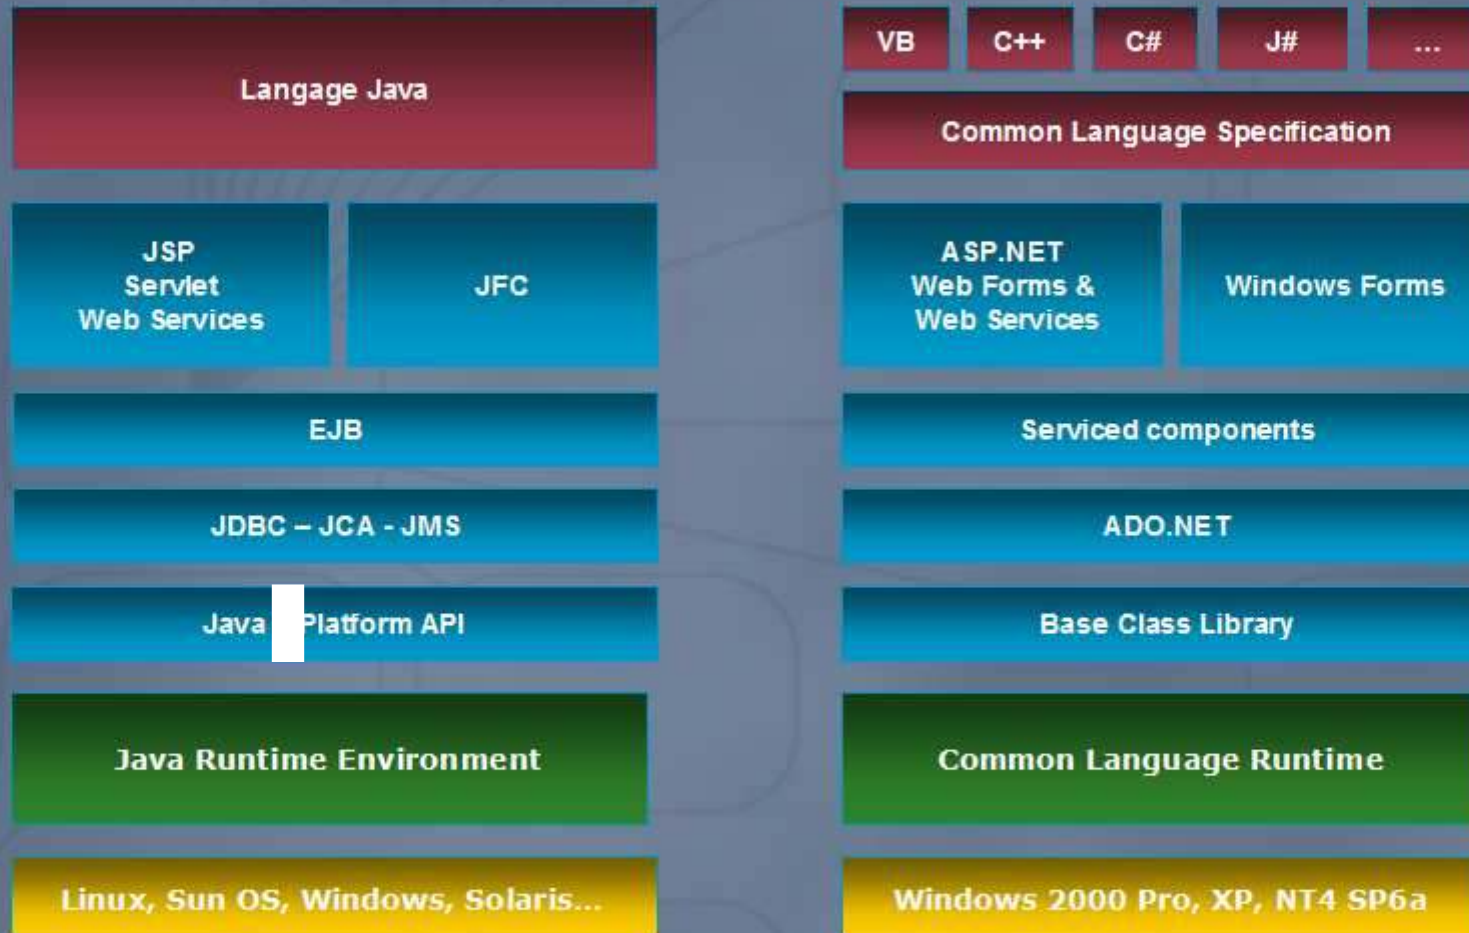 Langage Java
JSP
Servlet
Web Services
JFC
EJB
JDBC – JCA - JMS
Java Platform API
Java Runtime Environment
Linux, Sun OS, Windows, Solaris...
VB
C++
C#
J#
...
Common Language Specification
ASP.NET
Web Forms &
Web Services
Windows Forms
Serviced components
ADO.NET
Base Class Library
Common Language Runtime
Windows 2000 Pro, XP, NT4 SP6a